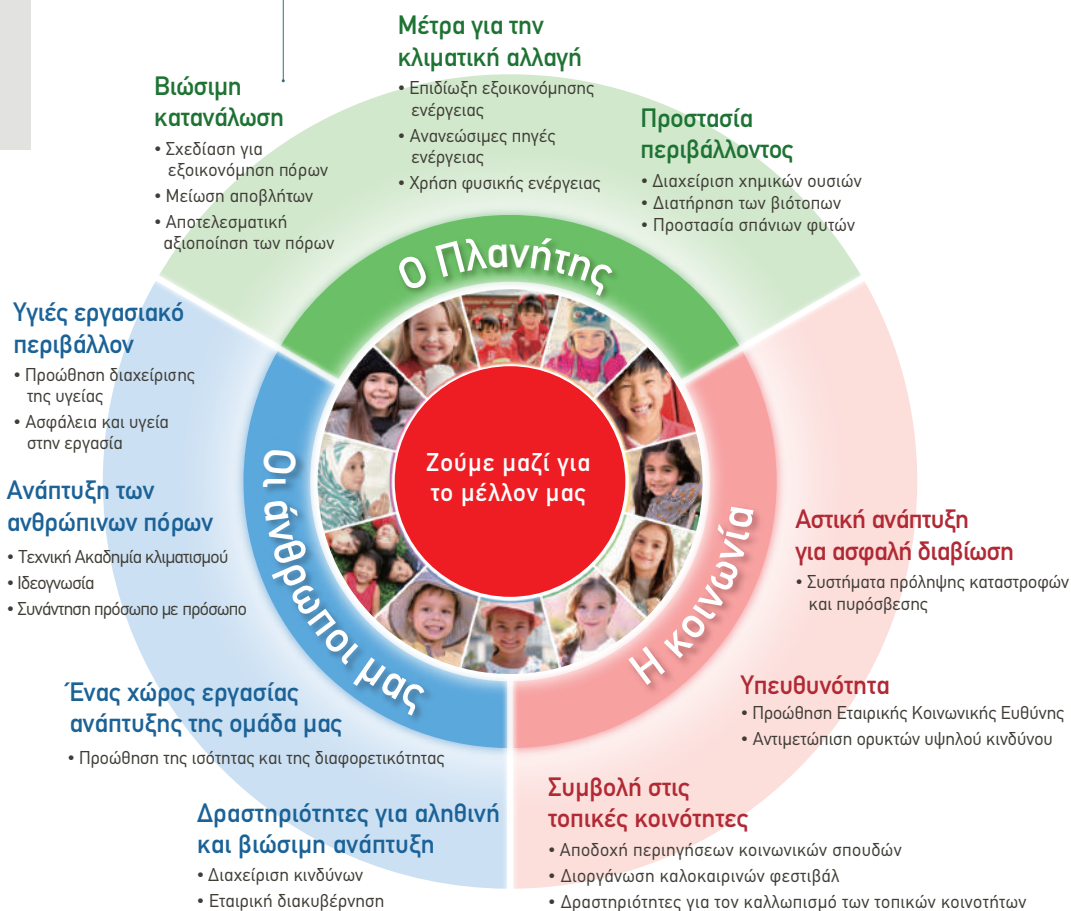 Μέτρα για την
κλιματική αλλαγή
• Επιδίωξη εξοικονόμησης
ενέργειας
• Ανανεώσιμες πηγές
ενέργειας
• Χρήση φυσικής ενέργειας
Βιώσιμη
κατανάλωση
• Σχεδίαση για
εξοικονόμηση πόρων
• Μείωση αποβλήτων
• Αποτελεσματική
αξιοποίηση των πόρων
Προστασία
περιβάλλοντος
• Διαχείριση χημικών ουσιών
• Διατήρηση των βιότοπων
• Προστασία σπάνιων φυτών
Ο Πλανήτης
Υγιές εργασιακό
περιβάλλον
• Προώθηση διαχείρισης
της υγείας
• Ασφάλεια και υγεία
στην εργασία
Ανάπτυξη των
ανθρώπινων πόρων
• Τεχνική Ακαδημία κλιματισμού
• Ιδεογνωσία
• Συνάντηση πρόσωπο με πρόσωπο
Οι άνθρωποι μας
Ζούμε μαζί για
το μέλλον μας
Η κοινωνία
Αστική ανάπτυξη
για ασφαλή διαβίωση
• Συστήματα πρόληψης καταστροφών
και πυρόσβεσης
Ένας χώρος εργασίας
ανάπτυξης της ομάδα μας
• Προώθηση της ισότητας και της διαφορετικότητας
Υπευθυνότητα
• Προώθηση Εταιρικής Κοινωνικής Ευθύνης
• Αντιμετώπιση ορυκτών υψηλού κινδύνου
Δραστηριότητες για αληθινή
και βιώσιμη ανάπτυξη
• Διαχείριση κινδύνων
• Εταιρική διακυβέρνηση
Συμβολή στις
τοπικές κοινότητες
• Αποδοχή περιηγήσεων κοινωνικών σπουδών
• Διοργάνωση καλοκαιρινών φεστιβάλ
• Δραστηριότητες για τον καλλωπισμό των τοπικών κοινοτήτων